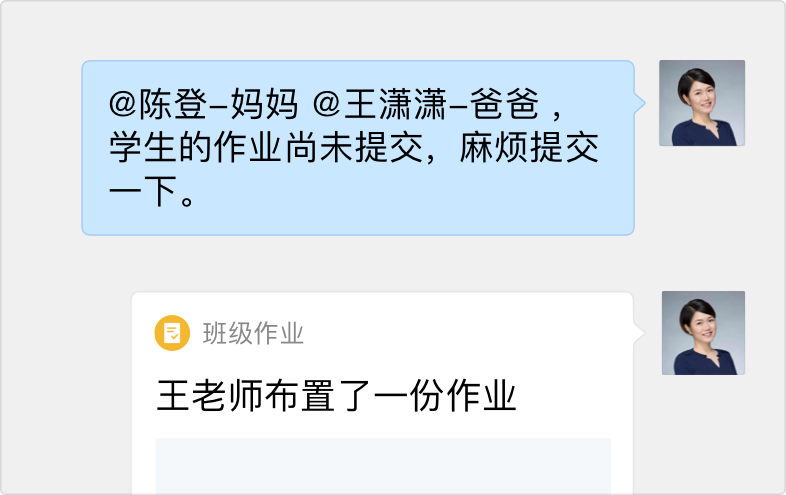 @陈登-妈妈 @王潇潇-爸爸，
学生的作业尚未提交，麻烦提交
一下。
班级作业
王老师布置了一份作业